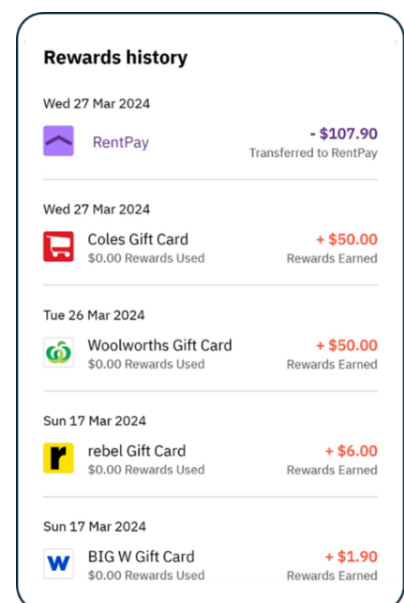 Rewards history
Wed 27 Mar 2024
RentPay
- $107.90
Transferred to RentPay
Wed 27 Mar 2024
Coles Gift Card
+ $50.00
$0.00 Rewards Used
Rewards Earned
Tue 26 Mar 2024
Woolworths Gift Card
+ $50.00
$0.00 Rewards Used
Rewards Earned
Sun 17 Mar 2024
r
rebel Gift Card
+ $6.00
$0.00 Rewards Used
Rewards Earned
Sun 17 Mar 2024
W
BIG W Gift Card
+ $1.90
$0.00 Rewards Used
Rewards Earned